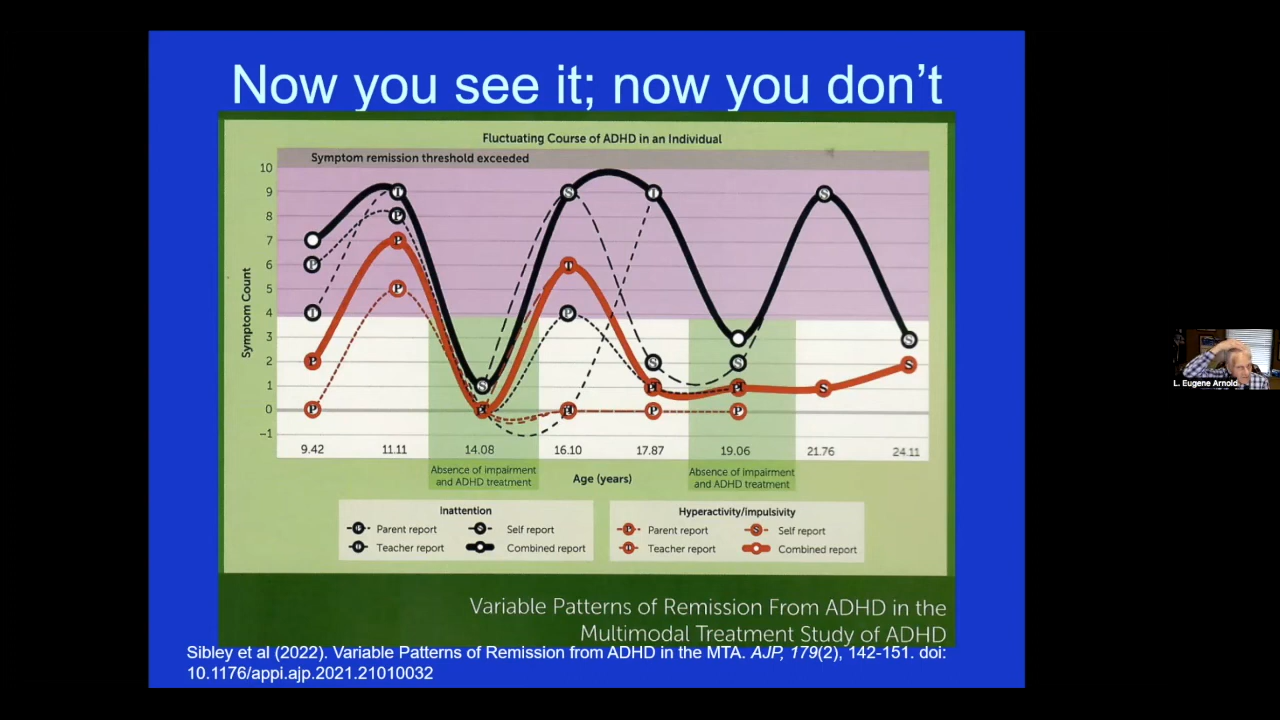 Now you see it; now you don't
Fluctuating Course of ADHD in an Individual
Symptom remission threshold exceeded
10
9
8
7
6
5
4
3
2
1
0
−1
Symptom Count
9.42 11.11 14.08 16.10 17.87 19.06 21.76 24.11
Absence of impairment
and ADHD treatment
Age (years)
Absence of impairment
and ADHD treatment
Inattention
Parent report Self report
Teacher report Combined report
Hyperactivity/impulsivity
Parent report Self report
Teacher report Combined report
Variable Patterns of Remission From ADHD in the
Multimodal Treatment Study of ADHD
Sibley et al (2022). Variable Patterns of Remission from ADHD in the MTA. AJP, 179(2), 142-151. doi:
10.1176/appi.ajp.2021.21010032
L. Eugene Arnold